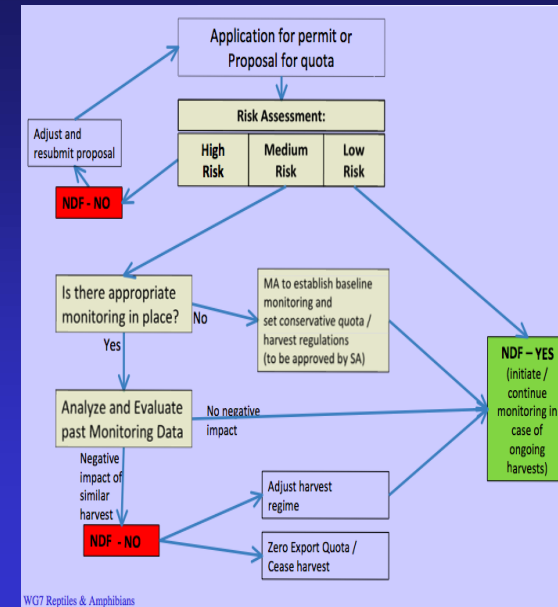 Application for permit or
Proposal for quota
Risk Assessment:
High
Risk
Medium
Risk
Low
Risk
Adjust and
resubmit proposal
NDF - NO
Is there appropriate
monitoring in place?
No
Yes
MA to establish baseline
monitoring and
set conservative quota /
harvest regulations
(to be approved by SA)
NDF – YES
(initiate /
continue
monitoring in
case of
ongoing
harvests)
Analyze and Evaluate
past Monitoring Data
No negative
impact
Negative
impact of
similar
harvest
NDF - NO
Adjust harvest
regime
Zero Export Quota /
Cease harvest
WG7 Reptiles & Amphibians